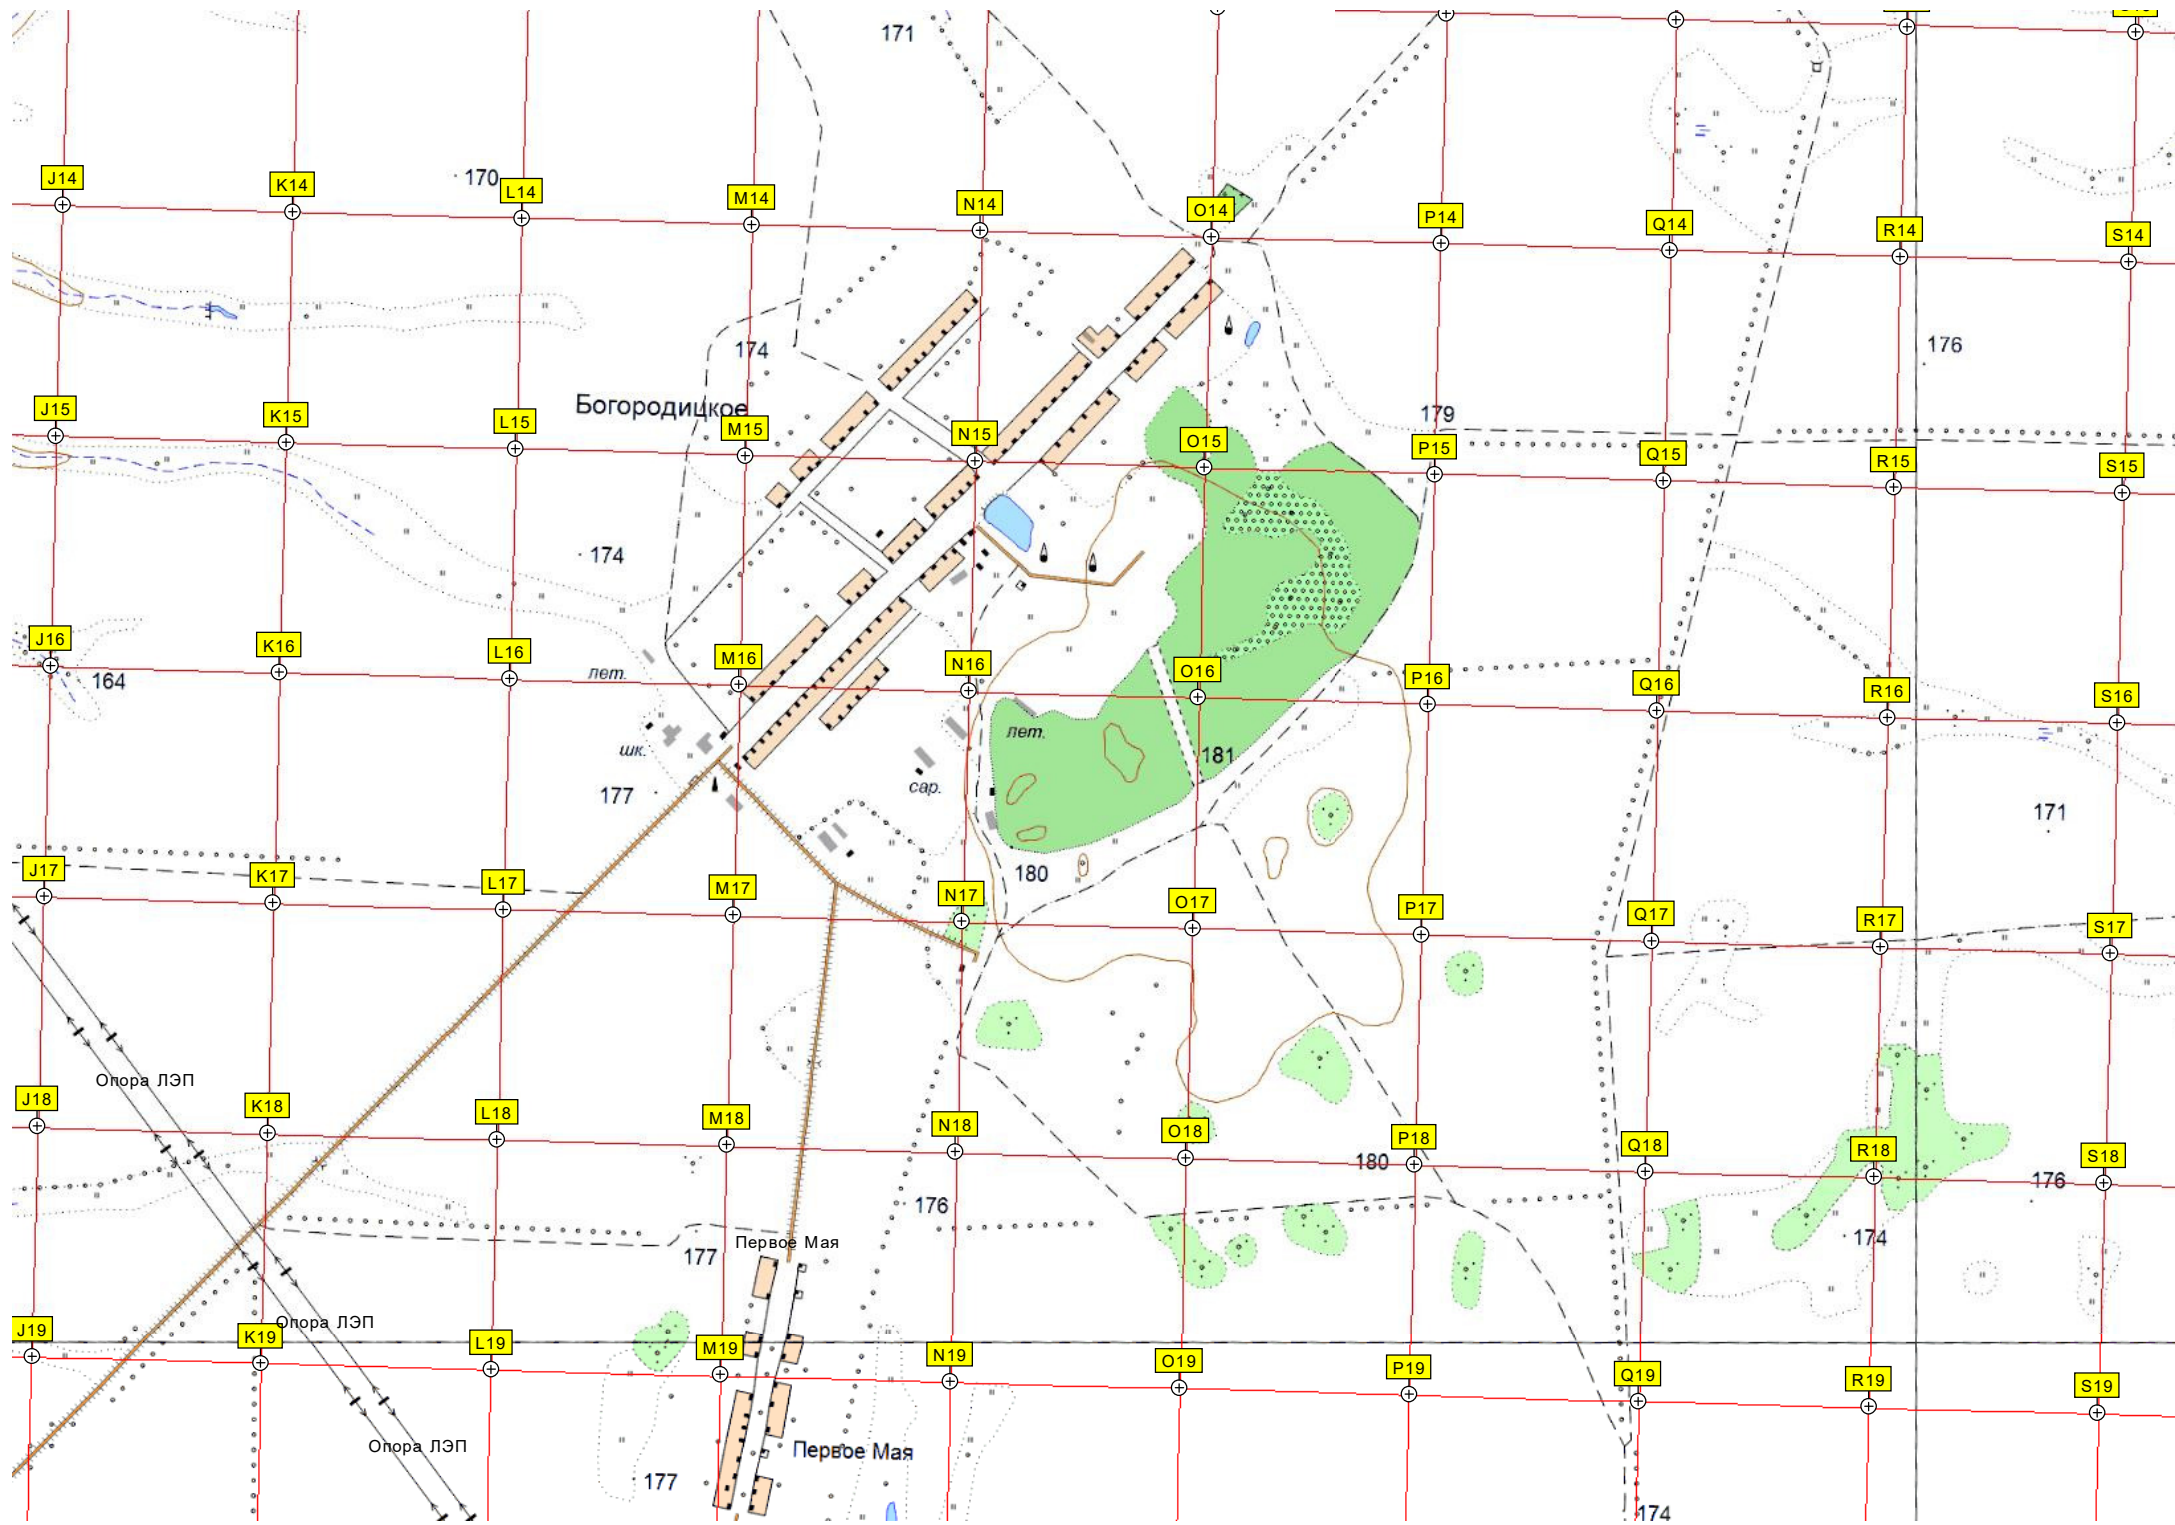 171
J14
170
K14
L14
M14
N14
O14
P14
Q14
R14
S14
174
176
Богородицкое
179
J15
K15
L15
M15
N15
O15
P15
Q15
R15
S15
174
J16
K16
L16
M16
N16
O16
P16
Q16
R16
S16
164
лет.
шк.
лет.
181
177
сар.
171
180
J17
K17
L17
M17
N17
O17
P17
Q17
R17
S17
Опора ЛЭП
J18
K18
L18
M18
N18
O18
P18
Q18
R18
S18
180
176
176
174
177
Первое Мая
Опора ЛЭП
J19
K19
L19
M19
N19
O19
P19
Q19
R19
S19
Опора ЛЭП
Первое Мая
177
174